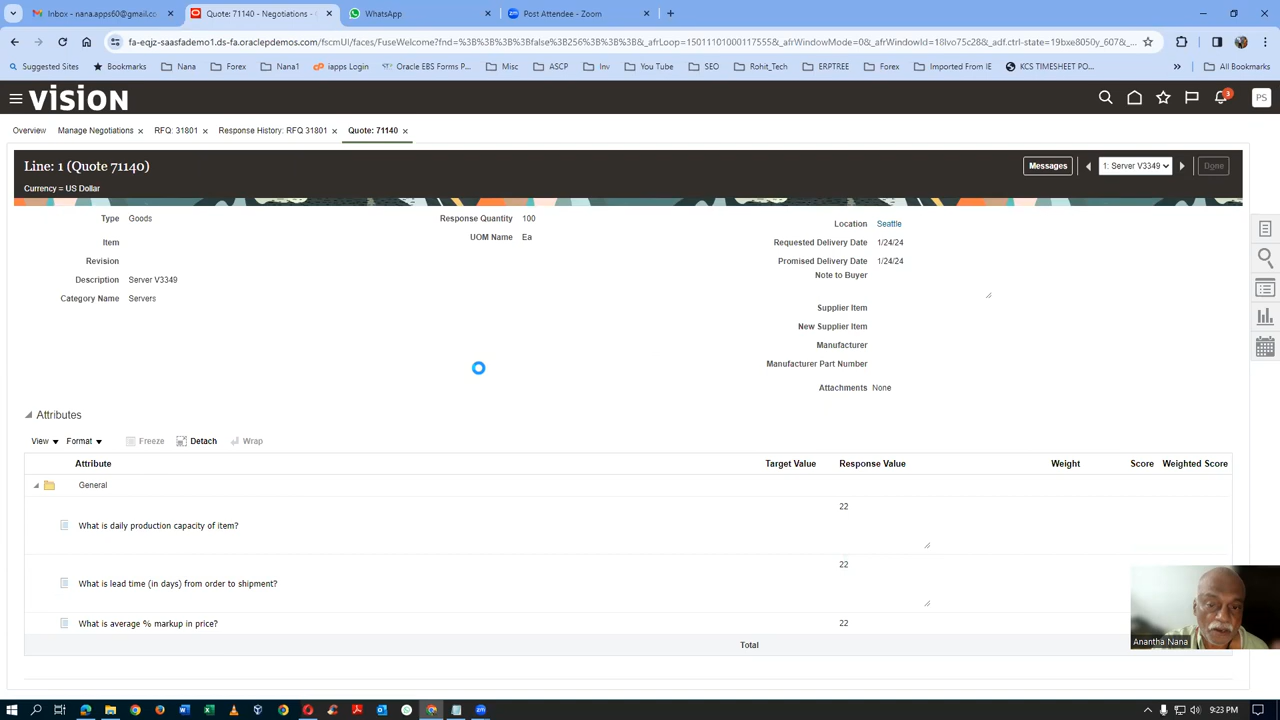 Inbox - nana.apps60@gmail.co
Quote: 71140 - Negotiations -
WhatsApp
Post Attendee - Zoom
fa-eqjz-saasfademo1.ds-fa.oraclepdemos.com/fscmUI/faces/FuseWelcome?fnd=%3B%3B%3B%3Bfalse%3B256%3B%3B%3B&_afrLoop=15011101000117555&_afrWindowMode=0&_afrWindowId=18lvo75c28&_adf.ctrl-state=19bxe8050y_607&...
Suggested Sites Bookmarks Nana Forex Nana1 iapps Login Oracle EBS Forms P... Misc ASCP Inv You Tube SEO Rohit_Tech ERPTREE Forex Imported From IE KCS TIMESHEET PO... » All Bookmarks
VISION
3
PS
Overview Manage Negotiations × RFQ: 31801 × Response History: RFQ 31801 × Quote: 71140 ×
Line: 1 (Quote 71140)
Messages 1: Server V3349 Done
Currency = US Dollar
Type Goods
Item
Revision
Description Server V3349
Category Name Servers
Response Quantity 100
UOM Name Ea
Location Seattle
Requested Delivery Date 1/24/24
Promised Delivery Date 1/24/24
Note to Buyer
Supplier Item
New Supplier Item
Manufacturer
Manufacturer Part Number
Attachments None
Attributes
View Format Freeze Detach Wrap
Attribute Target Value Response Value Weight Score Weighted Score
General
What is daily production capacity of item? 22
What is lead time (in days) from order to shipment? 22
What is average % markup in price? 22
Total
Anantha Nana
9:23 PM